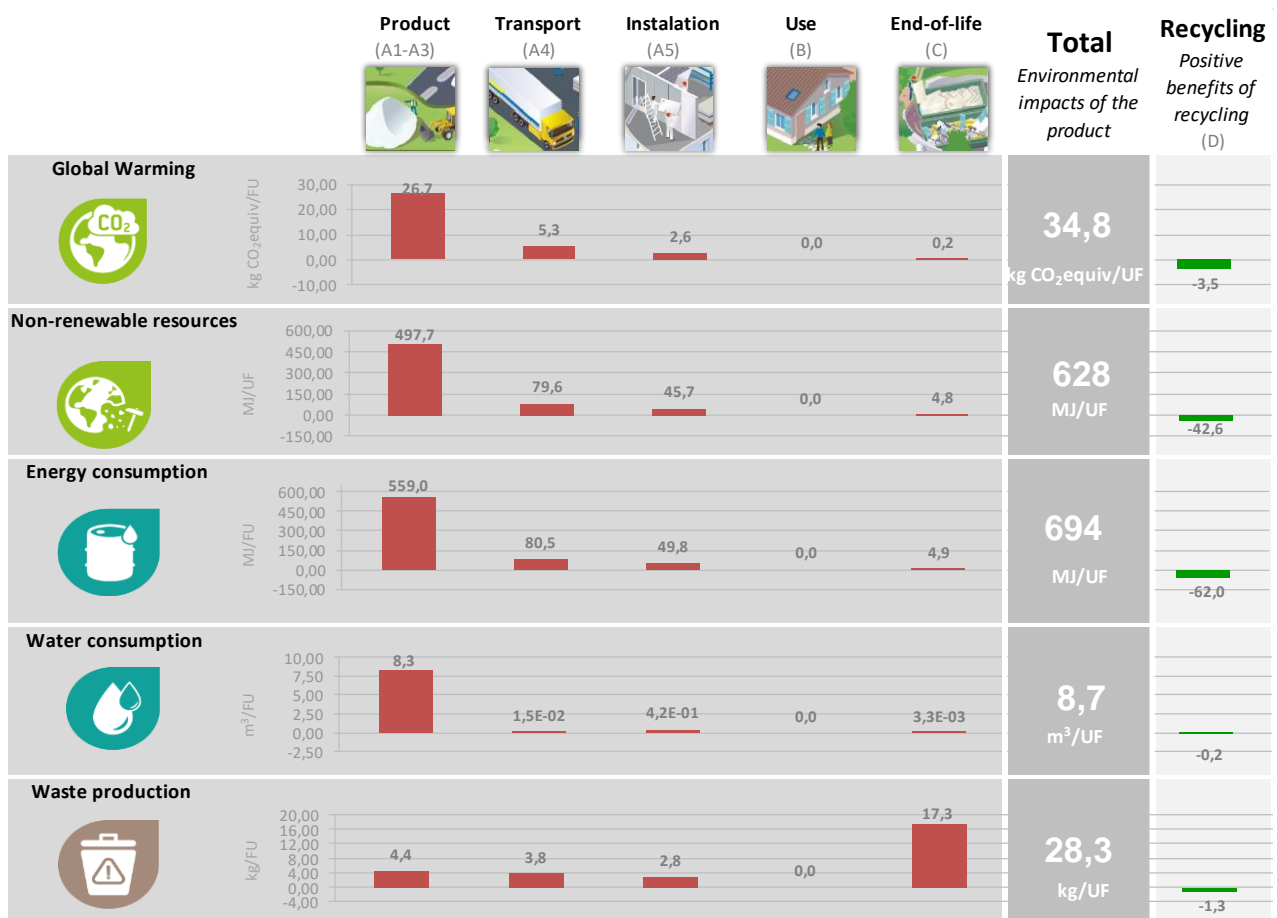 Product Transport Instalation Use End-of-life Total Recycling
(A1-A3) (A4) (A5) (B) (C)
Environmental
impacts of the
product
Positive
benefits of
recycling
(D)
Global Warming
CO2
kg CO₂equiv/FU
30,00
20,00
10,00
0,00
-10,00
26,7
5,3
2,6
0,0
0,2
34,8
kg CO₂equiv/UF
-3,5
Non-renewable resources
MJ/UF
600,00
450,00
300,00
150,00
0,00
-150,00
497,7
79,6
45,7
0,0
4,8
628
MJ/UF
-42,6
Energy consumption
MJ/FU
600,00
450,00
300,00
150,00
0,00
-150,00
559,0
80,5
49,8
0,0
4,9
694
MJ/UF
-62,0
Water consumption
m³/FU
10,00
7,50
5,00
2,50
0,00
-2,50
8,3
1,5E-02
4,2E-01
0,0
3,3E-03
8,7
m³/UF
-0,2
Waste production
kg/FU
20,00
16,00
12,00
8,00
4,00
0,00
-4,00
4,4
3,8
2,8
0,0
17,3
28,3
kg/UF
-1,3